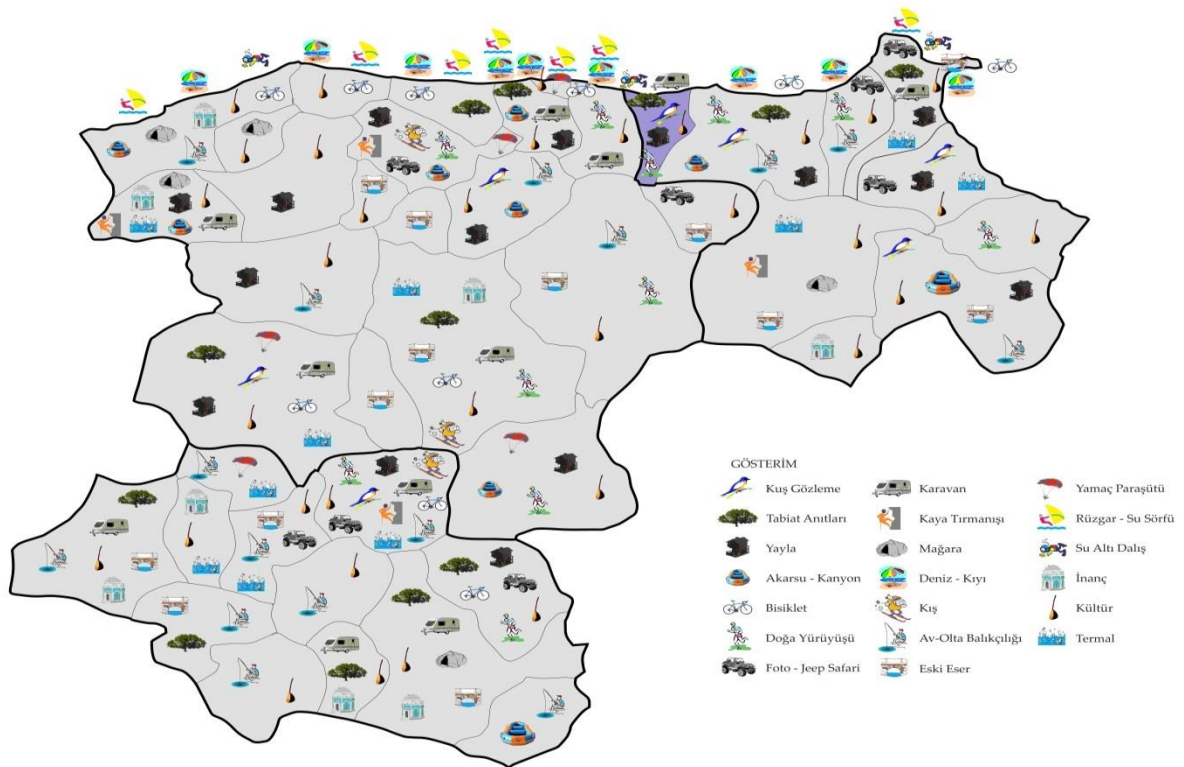 GÖSTERİM
Kuş Gözleme
Tabiat Anıtları
Yayla
Akarsu - Kanyon
Bisiklet
Doğa Yürüyüşü
Foto - Jeep Safari
Karavan
Kaya Tırmanışı
Mağara
Deniz - Kıyı
Kış
Av-Olta Balıkçılığı
Eski Eser
Yamaç Paraşütü
Rüzgar - Su Sörfü
Su Altı Dalış
İnanç
Kültür
Termal